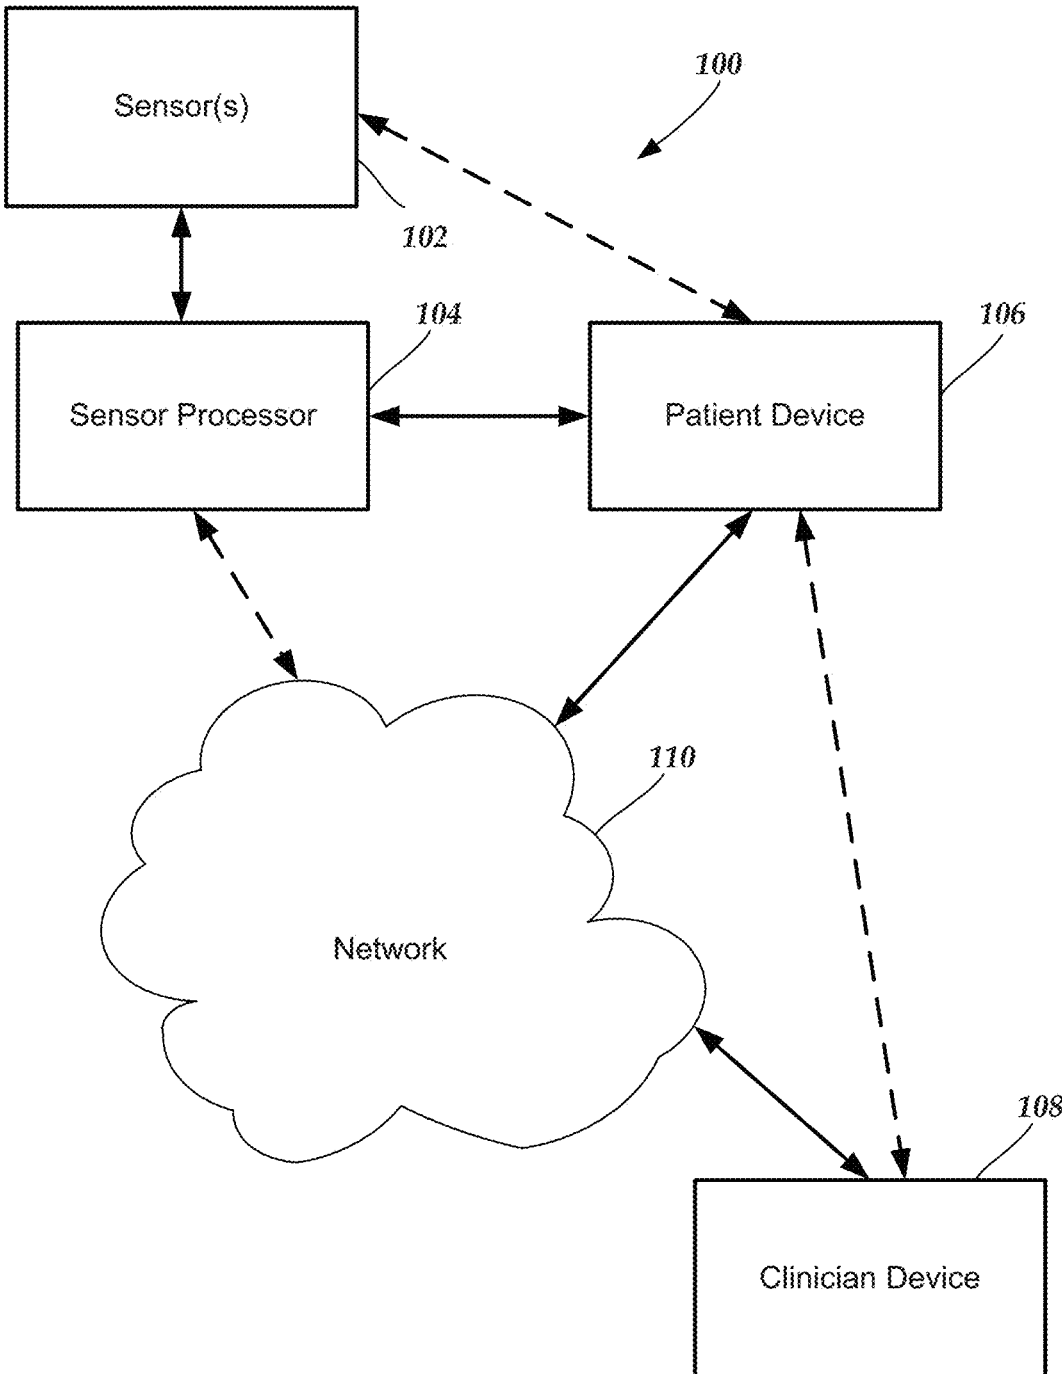 100
Sensor(s)
102
104
106
Sensor Processor
Patient Device
110
Network
108
Clinician Device